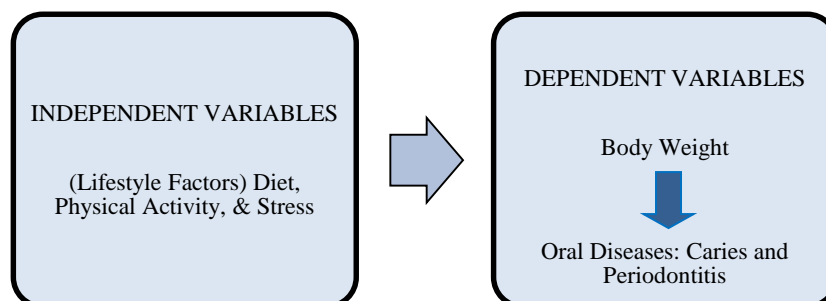 INDEPENDENT VARIABLES
(Lifestyle Factors) Diet,
Physical Activity, & Stress
DEPENDENT VARIABLES
Body Weight
Oral Diseases: Caries and
Periodontitis